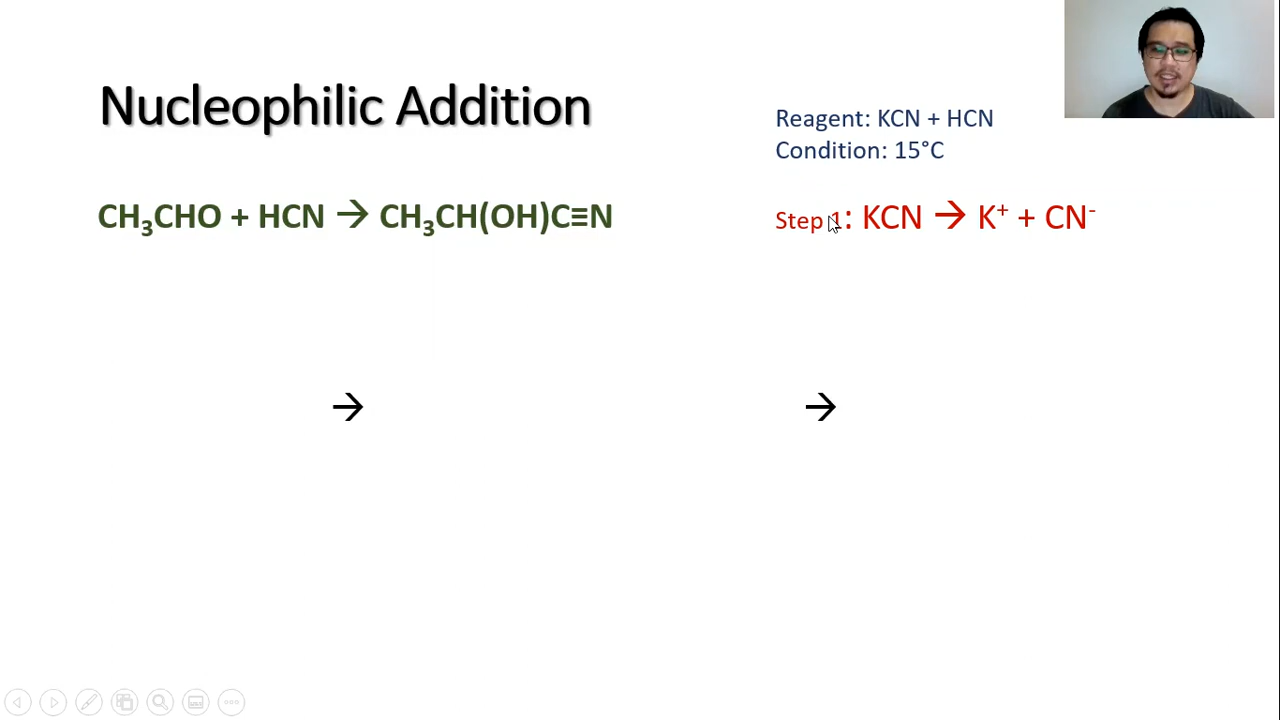 Nucleophilic Addition
Reagent: KCN + HCN
Condition: 15°C
CH₃CHO + HCN → CH₃CH(OH)C≡N
Step 1: KCN → K⁺ + CN⁻
→ →